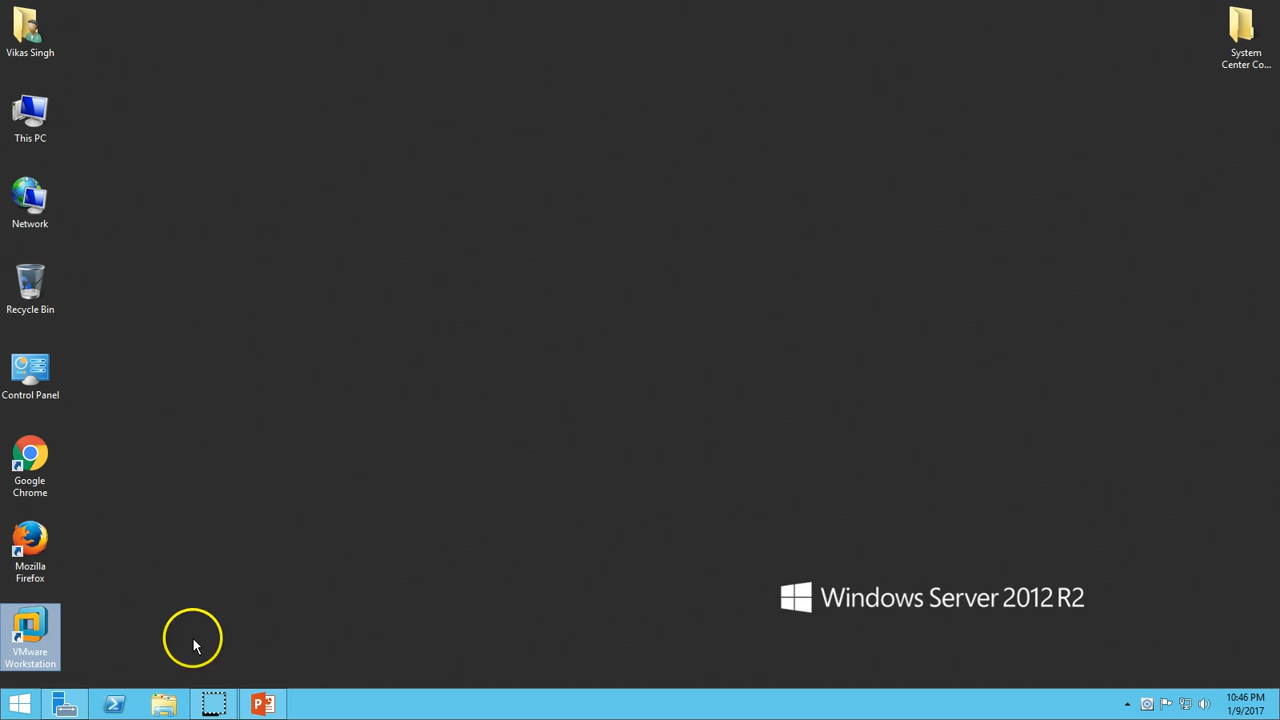 Vikas Singh
This PC
Network
Recycle Bin
Control Panel
Google
Chrome
Mozilla
Firefox
VMware
Workstation
System
Center Co...
Windows Server 2012 R2
10:46 PM
1/9/2017